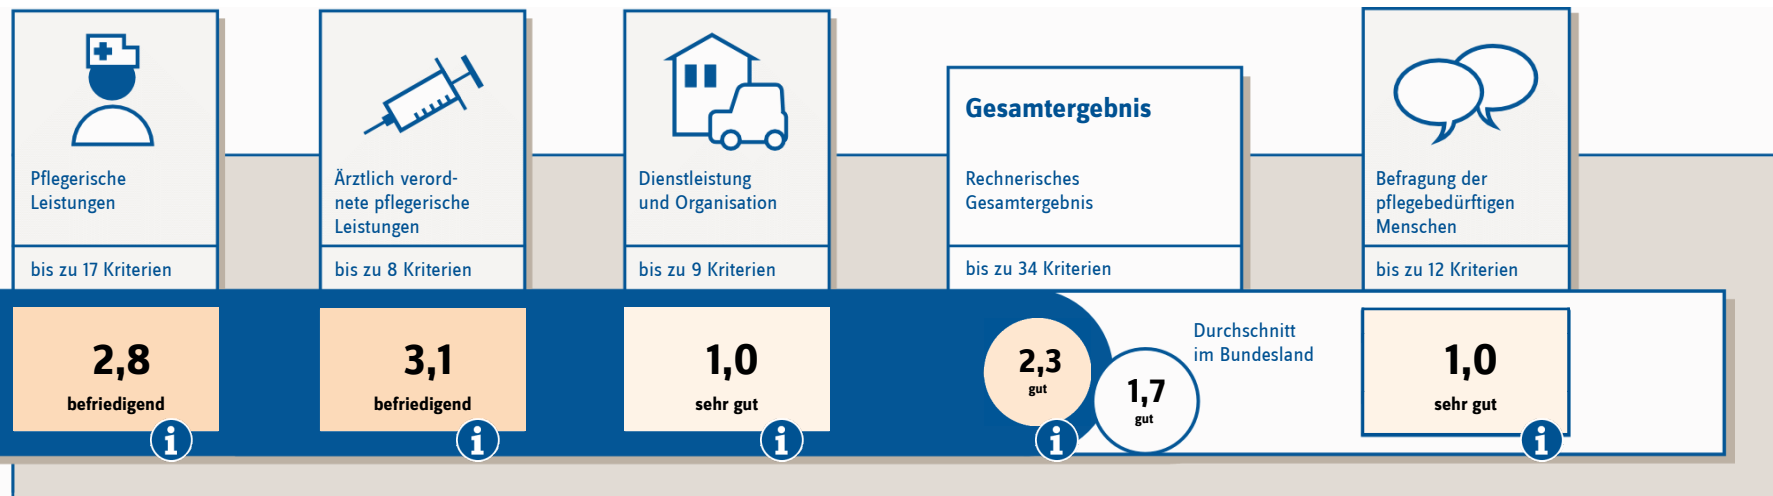 Pflegerische
Leistungen
bis zu 17 Kriterien
2,8
befriedigend
i
Ärztlich verord-
nete pflegerische
Leistungen
bis zu 8 Kriterien
3,1
befriedigend
i
Dienstleistung
und Organisation
bis zu 9 Kriterien
1,0
sehr gut
i
Gesamtergebnis
Rechnerisches
Gesamtergebnis
bis zu 34 Kriterien
2,3
gut
i
1,7
gut
Durchschnitt
im Bundesland
Befragung der
pflegebedürftigen
Menschen
bis zu 12 Kriterien
1,0
sehr gut
i